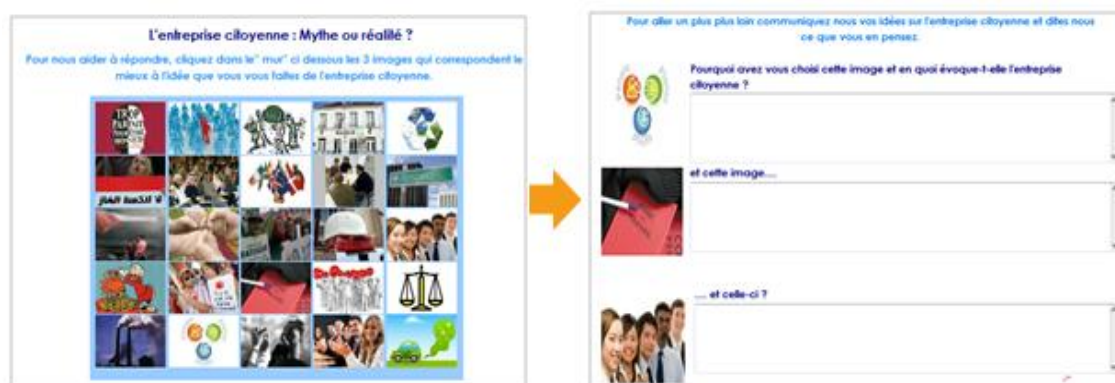 L'entreprise citoyenne : Mythe ou réalité ?
Pour nous aider à répondre, cliquez dans le" mur" ci dessous les 3 images qui correspondent le
mieux à l'idée que vous vous faites de l'entreprise citoyenne.
TROP
Pour aller un plus plus loin communiquez nous vos idées sur l'entreprise citoyenne et dites nous
ce que vous en pensez.
Pourquoi avez vous choisi cette image et en quoi évoque-t-elle l'entreprise
citoyenne ?
et cette image....
.... et celle-ci ?